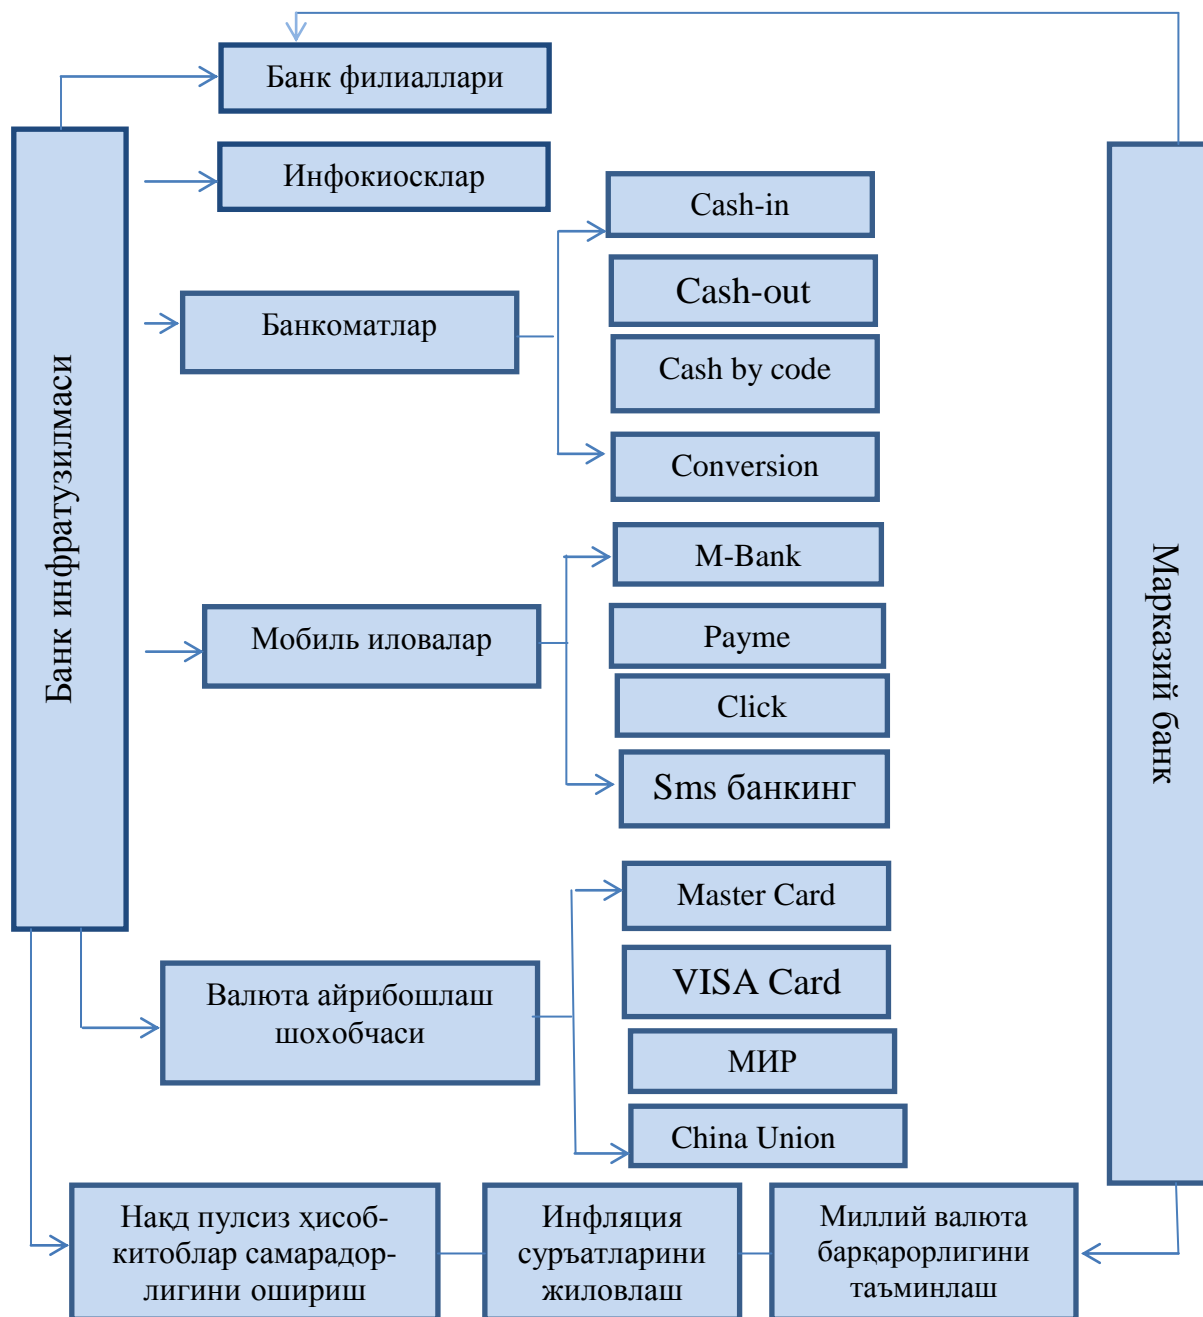 Банк филиаллари
Инфокиосклар
Cash-in
Cash-out
Банкоматлар
Cash by code
Conversion
Банк инфратузилмаси
M-Bank
Мобиль иловалар
Payme
Click
Sms банкинг
Марказий банк
Master Card
VISA Card
Валюта айрибошлаш
шохобчаси
МИР
China Union
Нақд пулсиз ҳисоб-
китоблар самарадор-
лигини ошириш
Инфляция
суръатларини
жиловлаш
Миллий валюта
барқарорлигини
таъминлаш